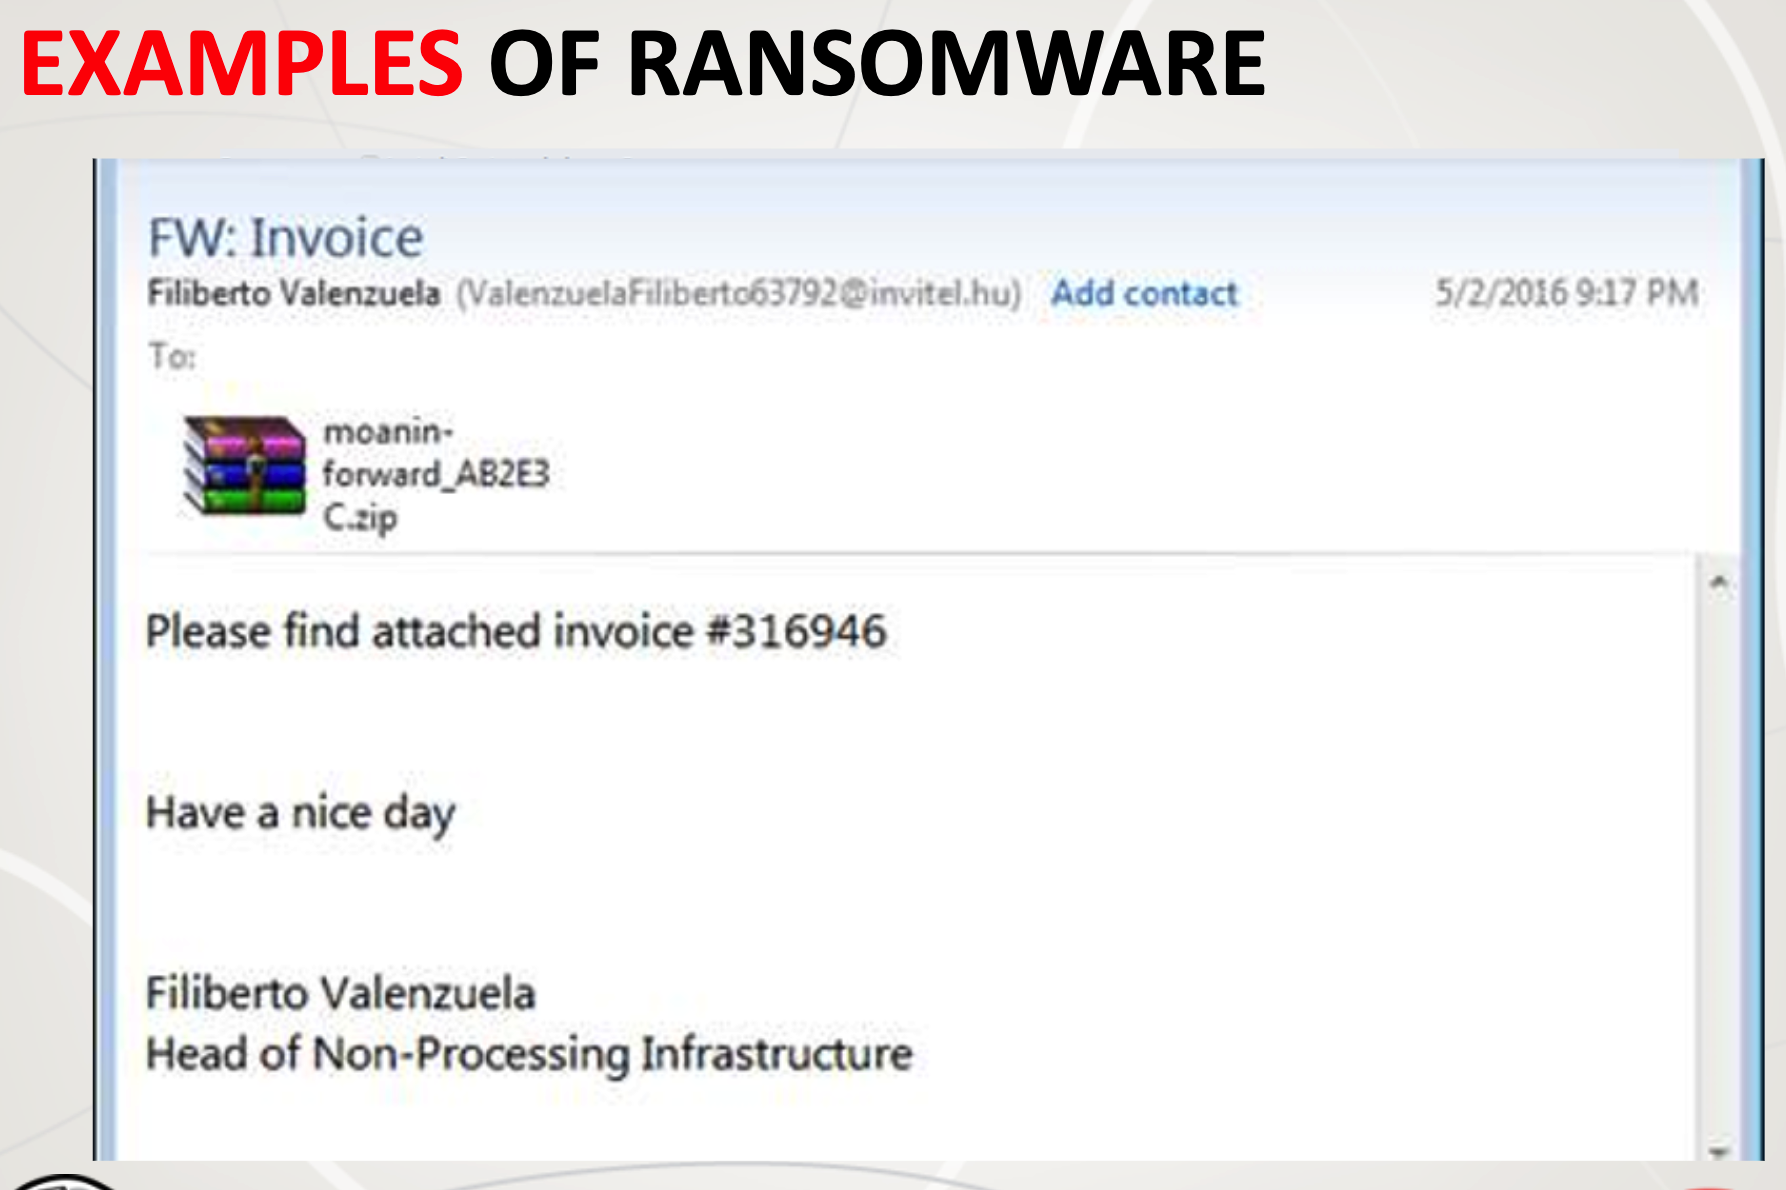 EXAMPLES OF RANSOMWARE
FW: Invoice
Filiberto Valenzuela (ValenzuelaFiliberto63792@invitel.hu) Add contact 5/2/2016 9:17 PM
To:
moanin-
forward_AB2E3
C.zip
Please find attached invoice #316946
Have a nice day
Filiberto Valenzuela
Head of Non-Processing Infrastructure